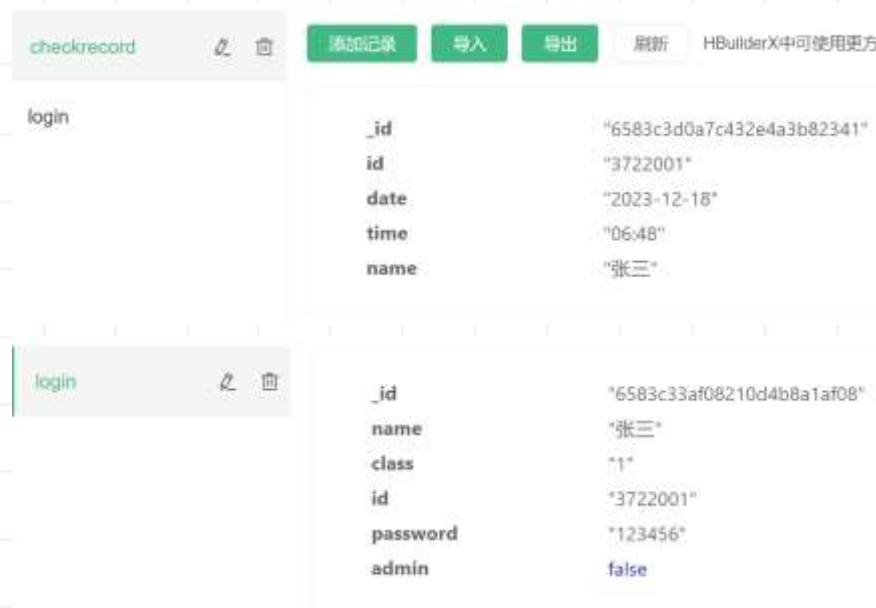 checkrecord
添加记录 导入 导出 刷新 HBuilderX中可使用更方
login
_id "6583c3d0a7c432e4a3b82341"
id "3722001"
date "2023-12-18"
time "06:48"
name "张三"
login
_id "6583c33af08210d4b8a1af08"
name "张三"
class "1"
id "3722001"
password "123456"
admin false